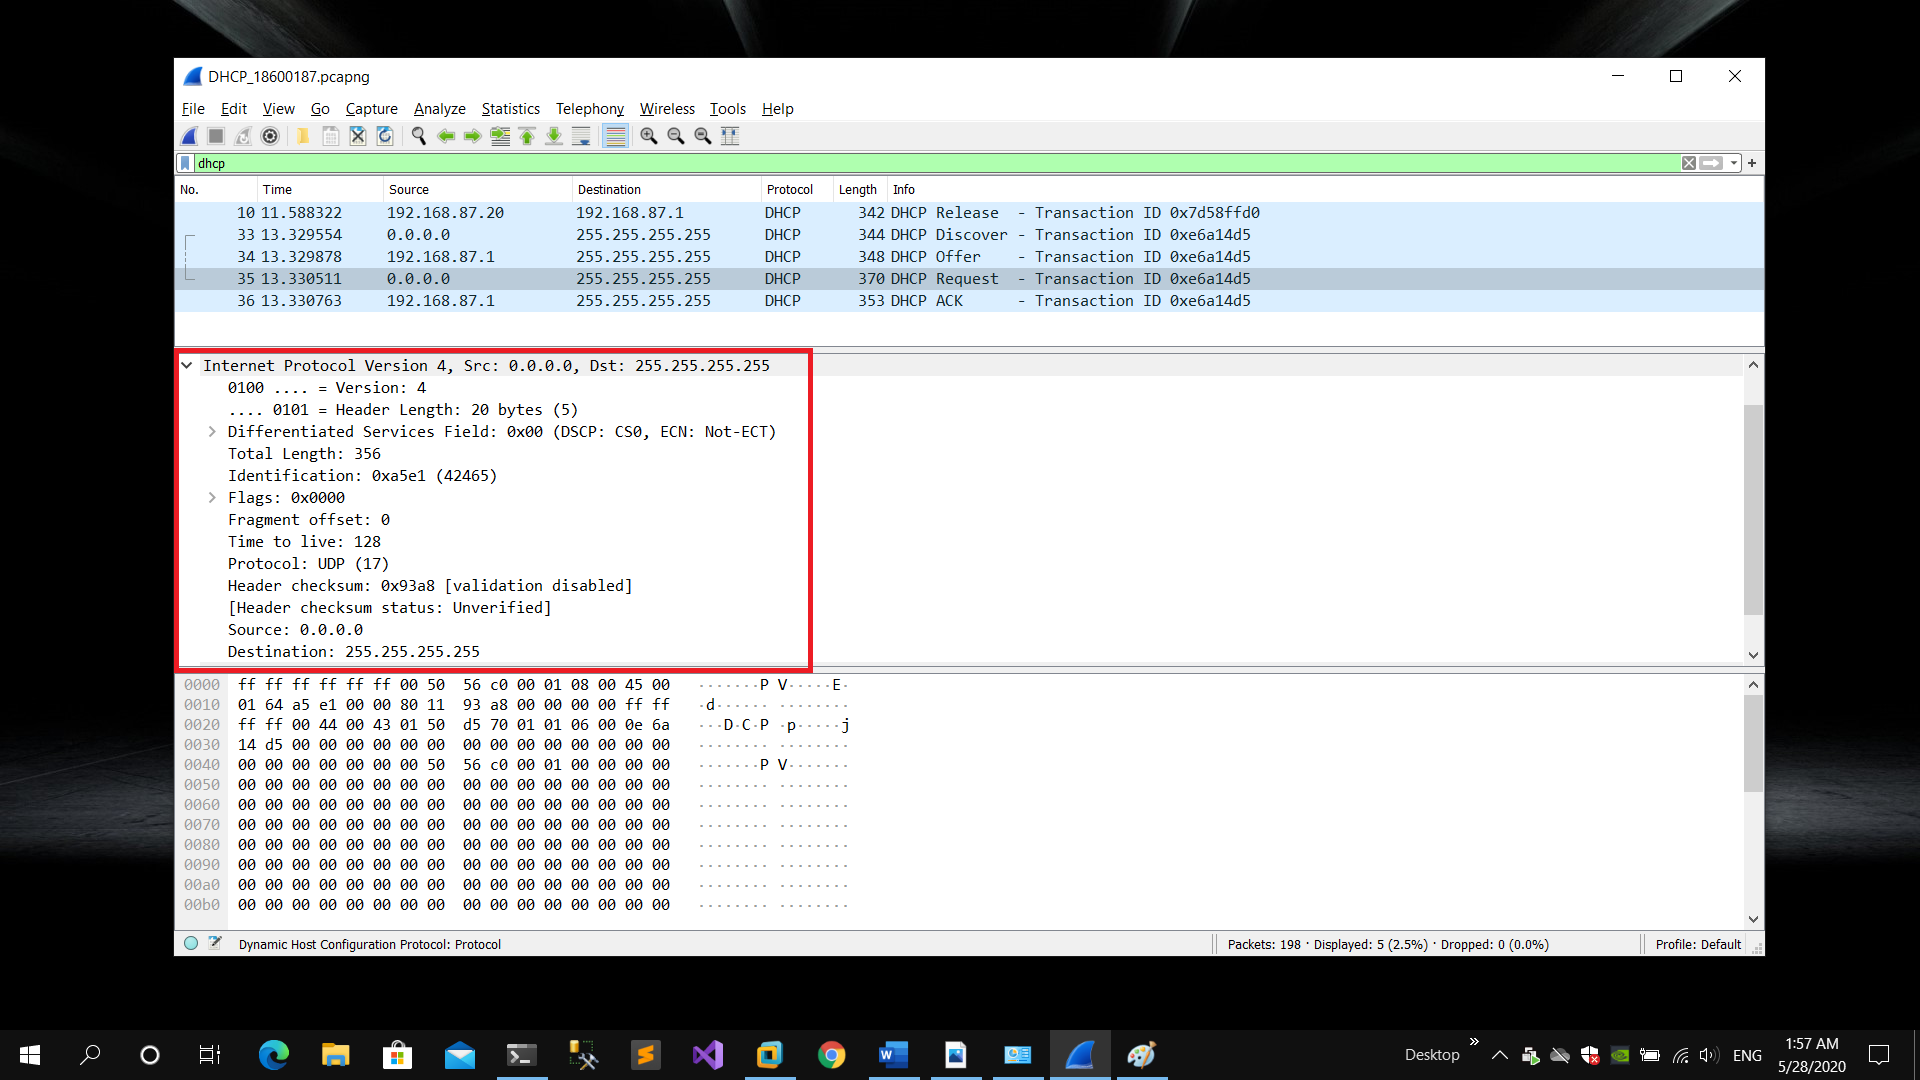 DHCP_18600187.pcapng
File Edit View Go Capture Analyze Statistics Telephony Wireless Tools Help
dhcp
No. Time Source Destination Protocol Length Info
10 11.588322 192.168.87.20 192.168.87.1 DHCP 342 DHCP Release - Transaction ID 0x7d58ffd0
33 13.329554 0.0.0.0 255.255.255.255 DHCP 344 DHCP Discover - Transaction ID 0xe6a14d5
34 13.329878 192.168.87.1 255.255.255.255 DHCP 348 DHCP Offer - Transaction ID 0xe6a14d5
35 13.330511 0.0.0.0 255.255.255.255 DHCP 370 DHCP Request - Transaction ID 0xe6a14d5
36 13.330763 192.168.87.1 255.255.255.255 DHCP 353 DHCP ACK - Transaction ID 0xe6a14d5
Internet Protocol Version 4, Src: 0.0.0.0, Dst: 255.255.255.255
0100 .... = Version: 4
.... 0101 = Header Length: 20 bytes (5)
Differentiated Services Field: 0x00 (DSCP: CS0, ECN: Not-ECT)
Total Length: 356
Identification: 0xa5e1 (42465)
Flags: 0x0000
Fragment offset: 0
Time to live: 128
Protocol: UDP (17)
Header checksum: 0x93a8 [validation disabled]
[Header checksum status: Unverified]
Source: 0.0.0.0
Destination: 255.255.255.255
0000 ff ff ff ff ff ff 00 50 56 c0 00 01 08 00 45 00 ·······P V·····E·
0010 01 64 a5 e1 00 00 80 11 93 a8 00 00 00 00 ff ff ·d······ ········
0020 ff ff 00 44 00 43 01 50 d5 70 01 01 06 00 0e 6a ···D·C·P ·p·····j
0030 14 d5 00 00 00 00 00 00 00 00 00 00 00 00 00 00 ········ ········
0040 00 00 00 00 00 00 00 50 56 c0 00 01 00 00 00 00 ·······P V·······
0050 00 00 00 00 00 00 00 00 00 00 00 00 00 00 00 00 ········ ········
0060 00 00 00 00 00 00 00 00 00 00 00 00 00 00 00 00 ········ ········
0070 00 00 00 00 00 00 00 00 00 00 00 00 00 00 00 00 ········ ········
0080 00 00 00 00 00 00 00 00 00 00 00 00 00 00 00 00 ········ ········
0090 00 00 00 00 00 00 00 00 00 00 00 00 00 00 00 00 ········ ········
00a0 00 00 00 00 00 00 00 00 00 00 00 00 00 00 00 00 ········ ········
00b0 00 00 00 00 00 00 00 00 00 00 00 00 00 00 00 00 ········ ········
Dynamic Host Configuration Protocol: Protocol Packets: 198 · Displayed: 5 (2.5%) · Dropped: 0 (0.0%) Profile: Default
Desktop ENG 1:57 AM
5/28/2020